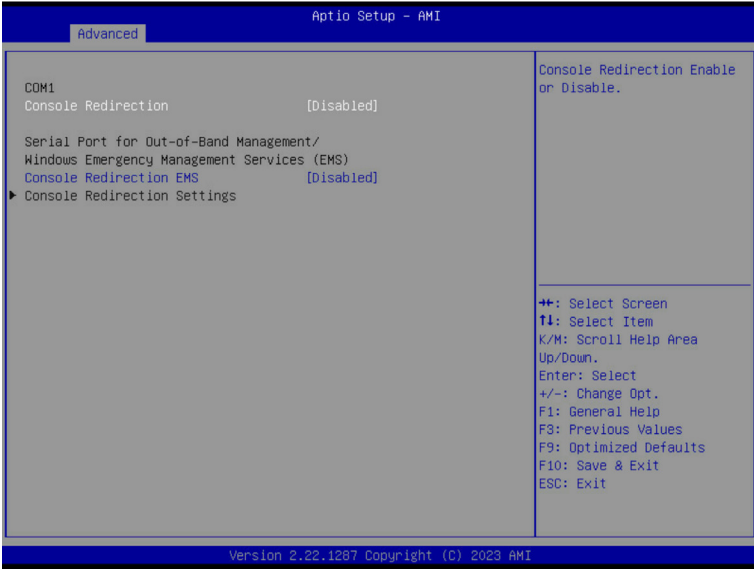 Aptio Setup – AMI
Advanced
COM1
Console Redirection [Disabled]
Serial Port for Out-of-Band Management/
Windows Emergency Management Services (EMS)
Console Redirection EMS [Disabled]
▶ Console Redirection Settings
Console Redirection Enable
or Disable.
→←: Select Screen
↑↓: Select Item
K/M: Scroll Help Area
Up/Down.
Enter: Select
+/-: Change Opt.
F1: General Help
F3: Previous Values
F9: Optimized Defaults
F10: Save & Exit
ESC: Exit
Version 2.22.1287 Copyright (C) 2023 AMI